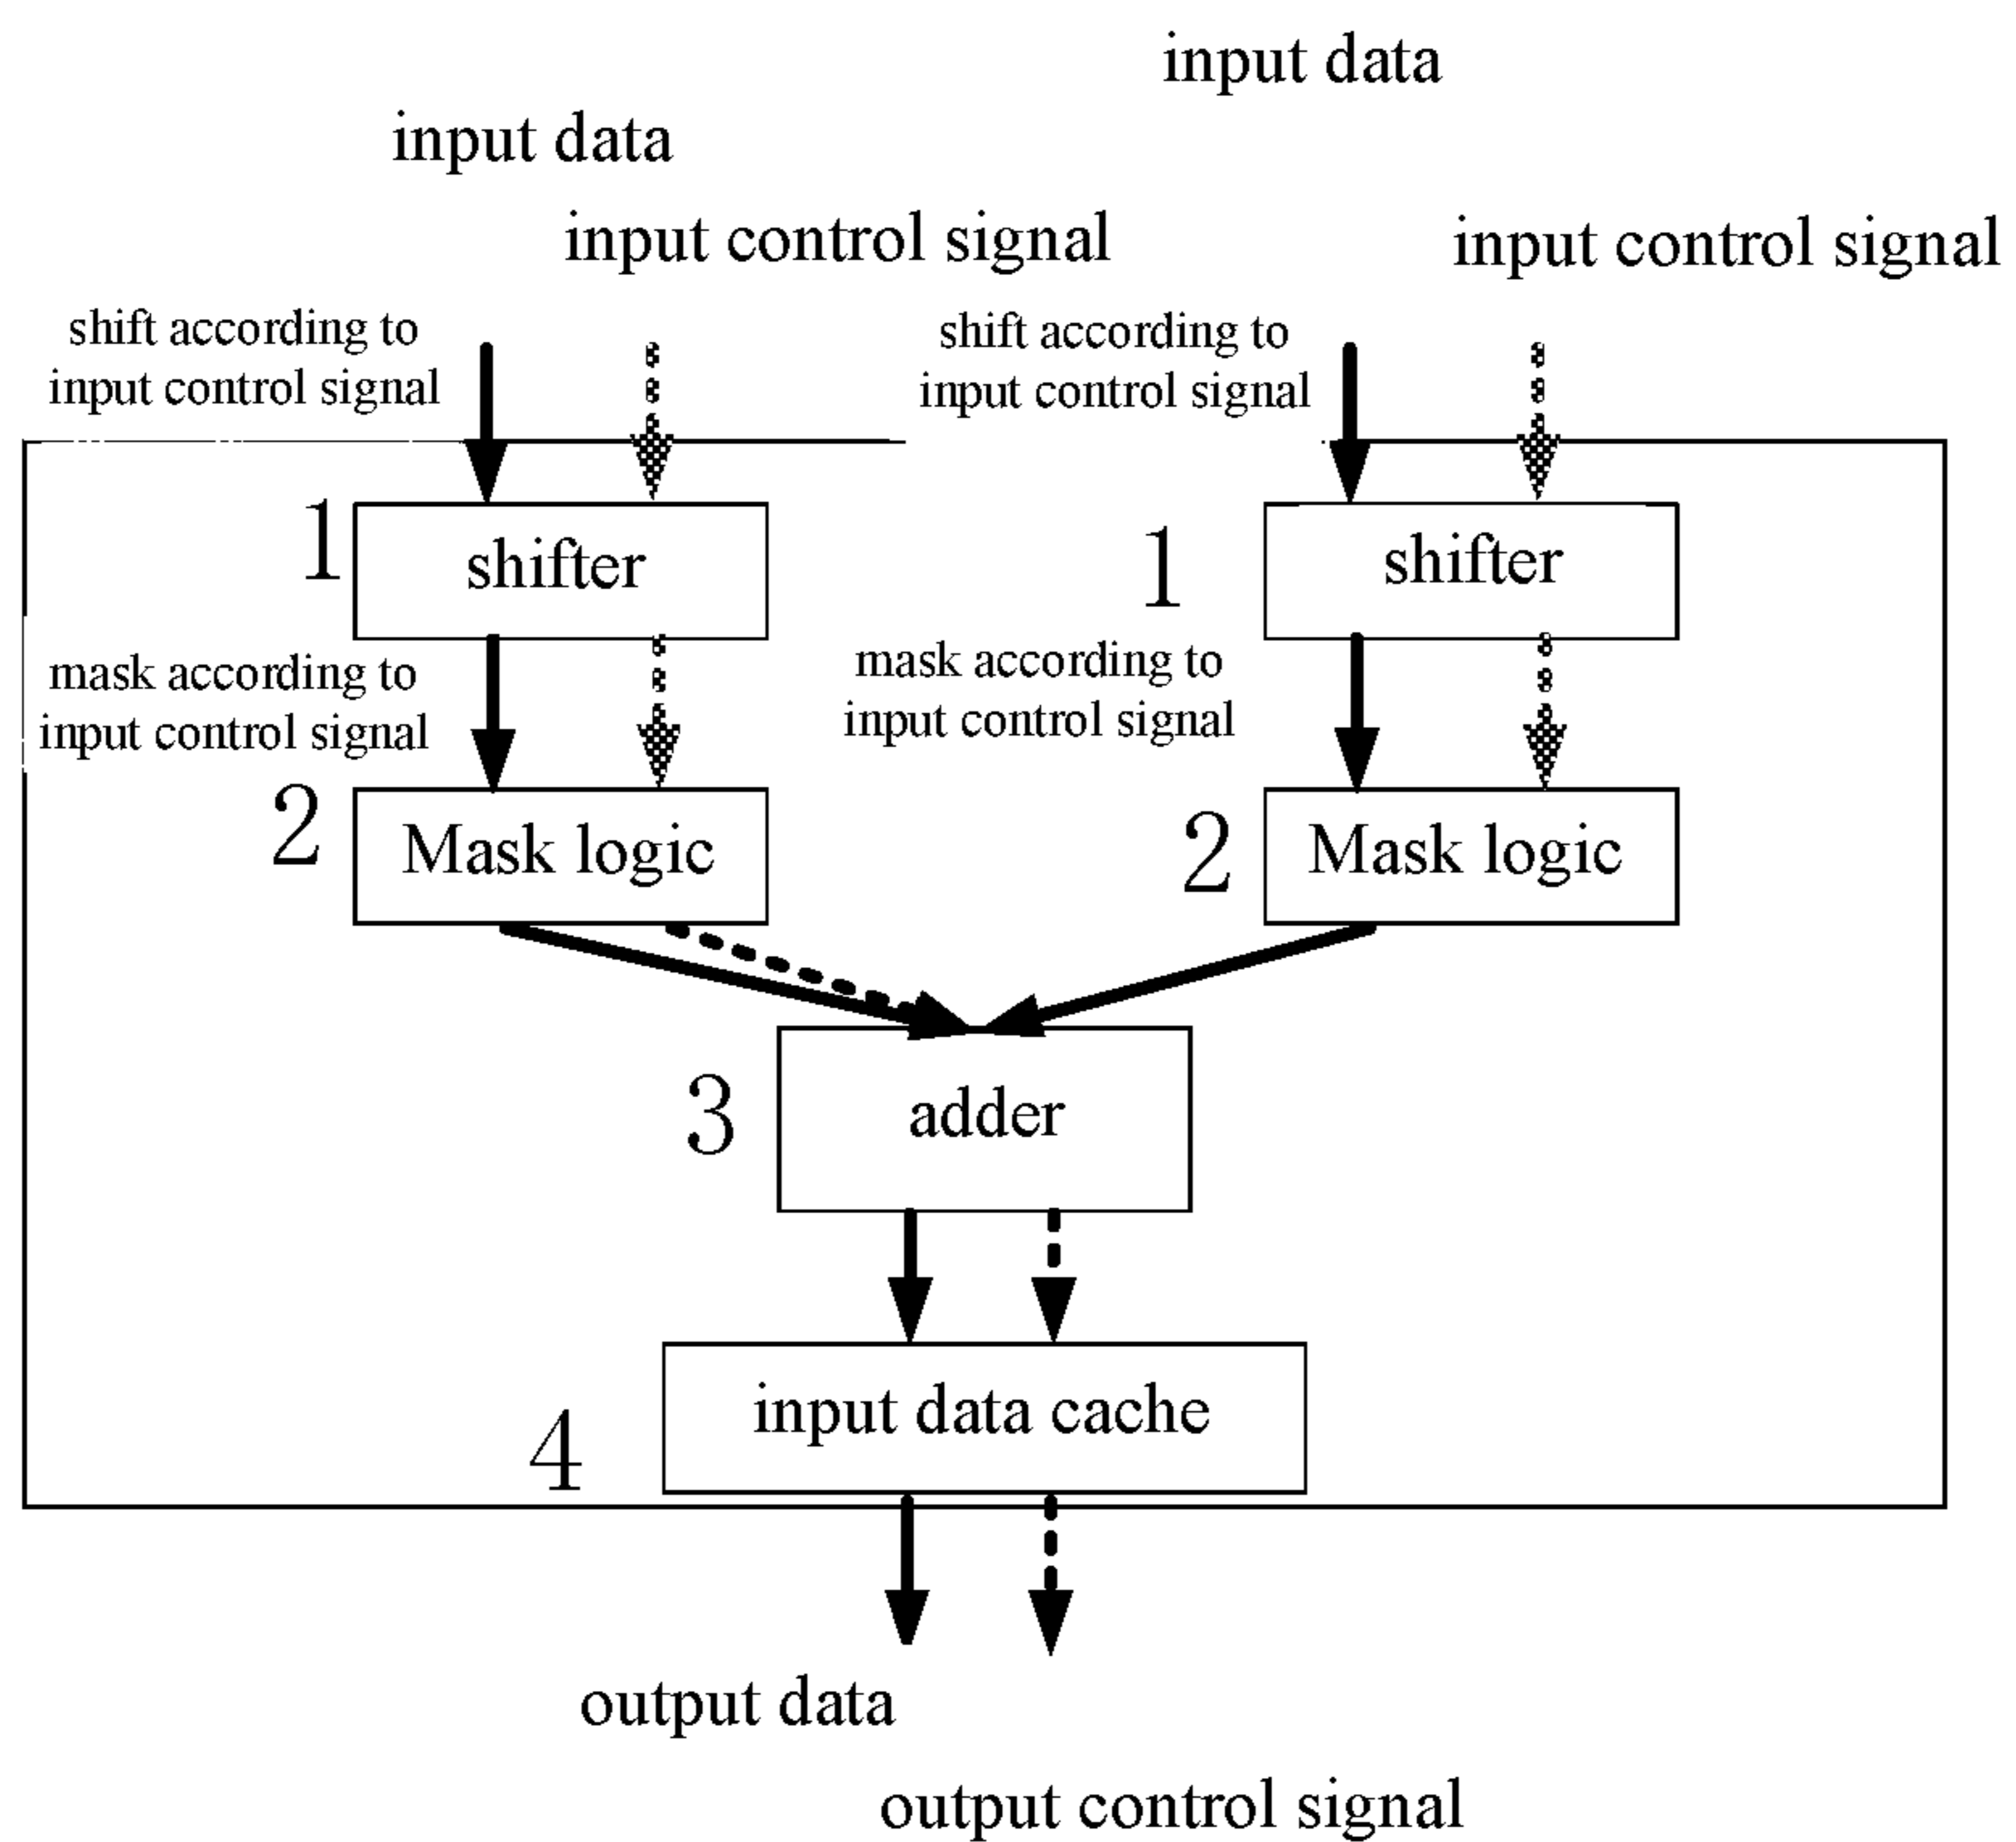 input data
input data
input control signal
input control signal
shift according to
input control signal
shift according to
input control signal
1
shifter
1
shifter
mask according to
input control signal
mask according to
input control signal
2
Mask logic
2
Mask logic
3
adder
4
input data cache
output data
output control signal